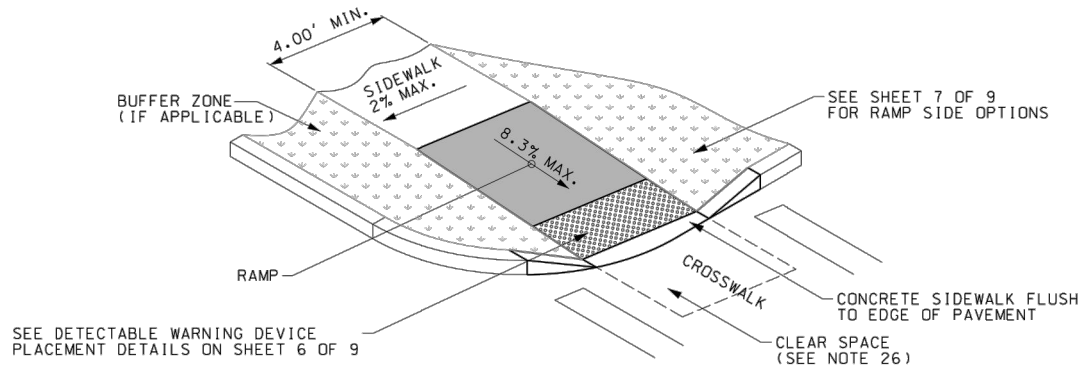 4.00' MIN.
SIDEWALK
2% MAX.
BUFFER ZONE
(IF APPLICABLE)
SEE SHEET 7 OF 9
FOR RAMP SIDE OPTIONS
8.3% MAX.
RAMP
CROSSWALK
CONCRETE SIDEWALK FLUSH
TO EDGE OF PAVEMENT
SEE DETECTABLE WARNING DEVICE
PLACEMENT DETAILS ON SHEET 6 OF 9
CLEAR SPACE
(SEE NOTE 26)